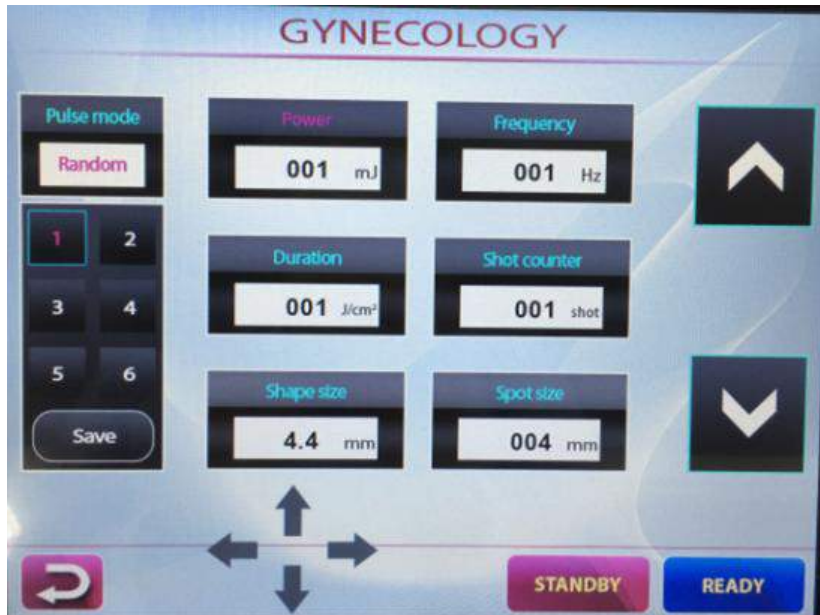 GYNECOLOGY
Pulse mode
Random
1 2
3 4
5 6
Save
Power
001 mJ
Frequency
001 Hz
Duration
001 J/cm²
Shot counter
001 shot
Shape size
4.4 mm
Spot size
004 mm
STANDBY
READY